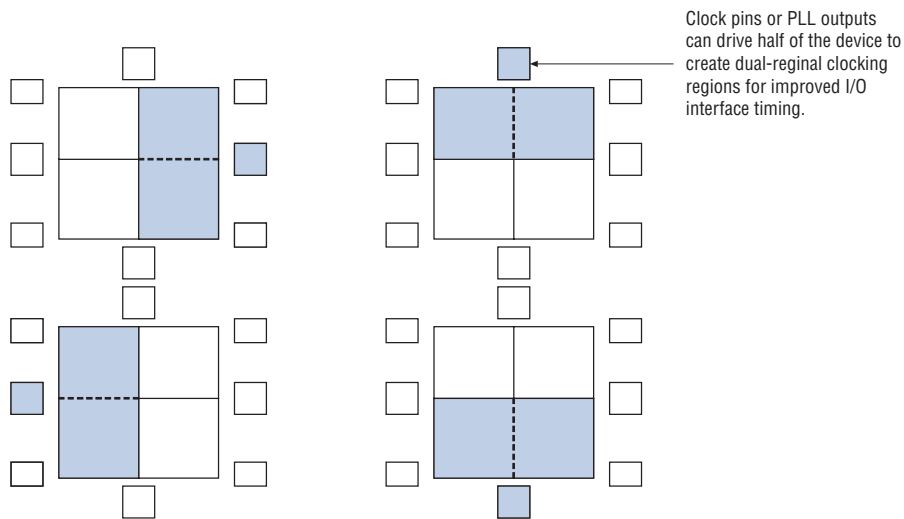 Clock pins or PLL outputs
can drive half of the device to
create dual-reginal clocking
regions for improved I/O
interface timing.